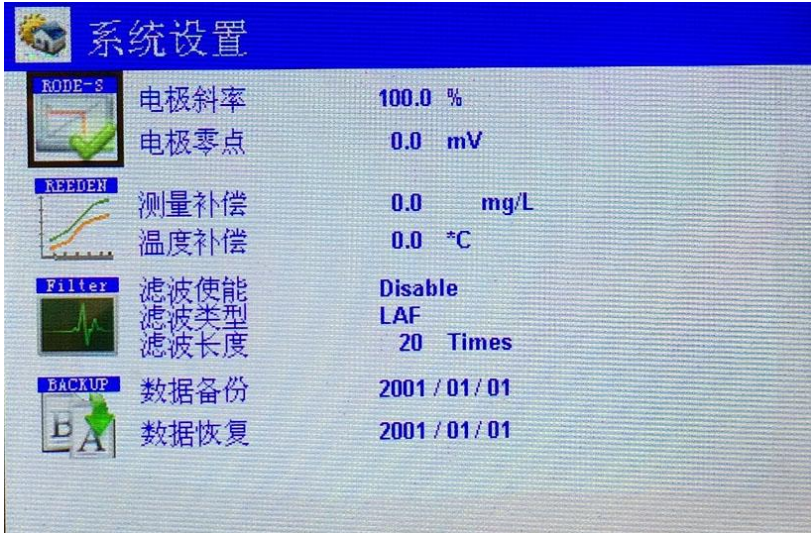 系统设置
RODE-S
电极斜率 100.0 %
电极零点 0.0 mV
REEDEN
测量补偿 0.0 mg/L
温度补偿 0.0 *C
Filter
滤波使能 Disable
滤波类型 LAF
滤波长度 20 Times
BACKUP
数据备份 2001 / 01 / 01
B A
数据恢复 2001 / 01 / 01